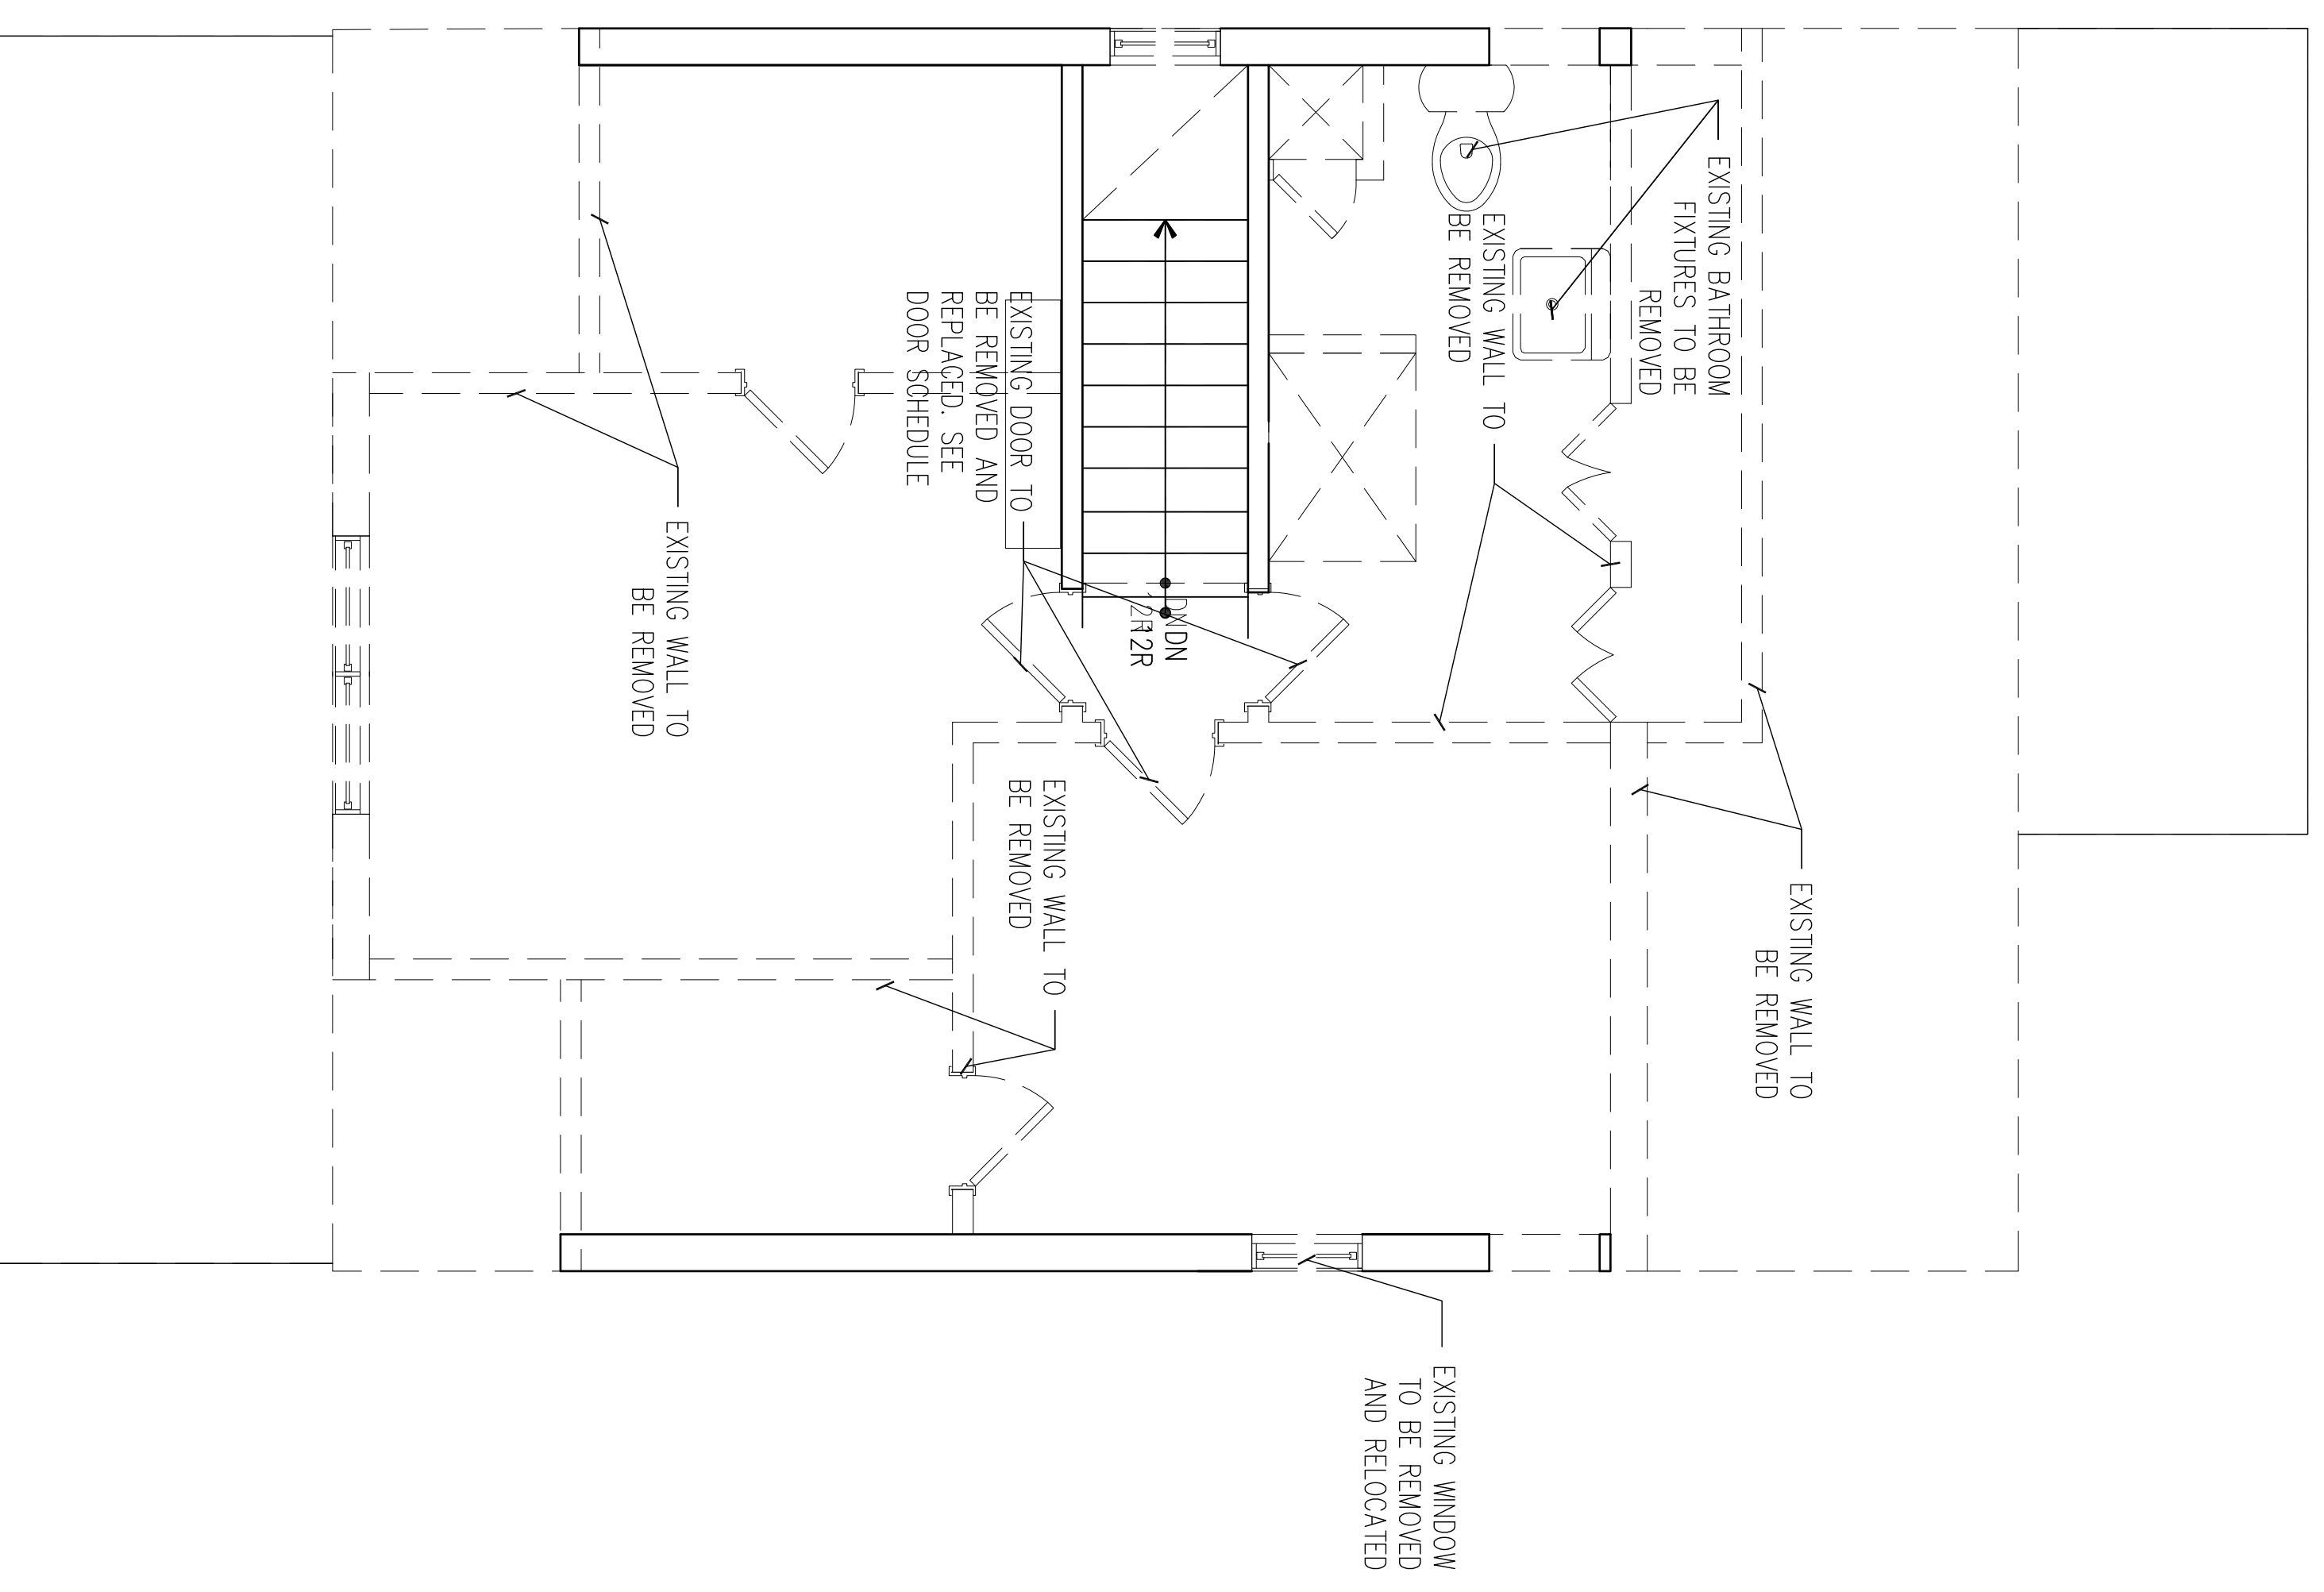 EXISTING BATHROOM
FIXTURES TO BE
REMOVED
EXISTING WALL TO
BE REMOVED
EXISTING DOOR TO
BE REMOVED AND
REPLACED. SEE
DOOR SCHEDULE
EXISTING WALL TO
BE REMOVED
DN
12R
DN
12R
EXISTING WALL TO
BE REMOVED
EXISTING WALL TO
BE REMOVED
EXISTING WINDOW
TO BE REMOVED
AND RELOCATED